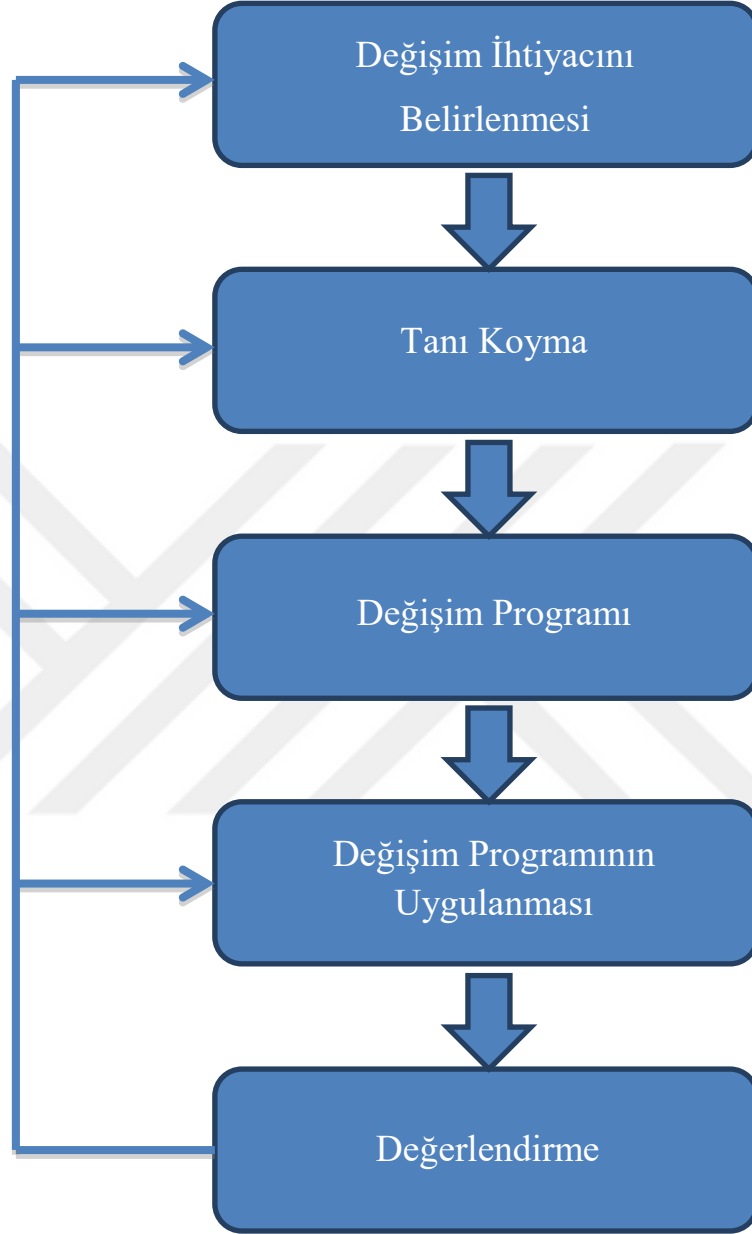 Değişim İhtiyacını
Belirlenmesi
Tanı Koyma
Değişim Programı
Değişim Programının
Uygulanması
Değerlendirme